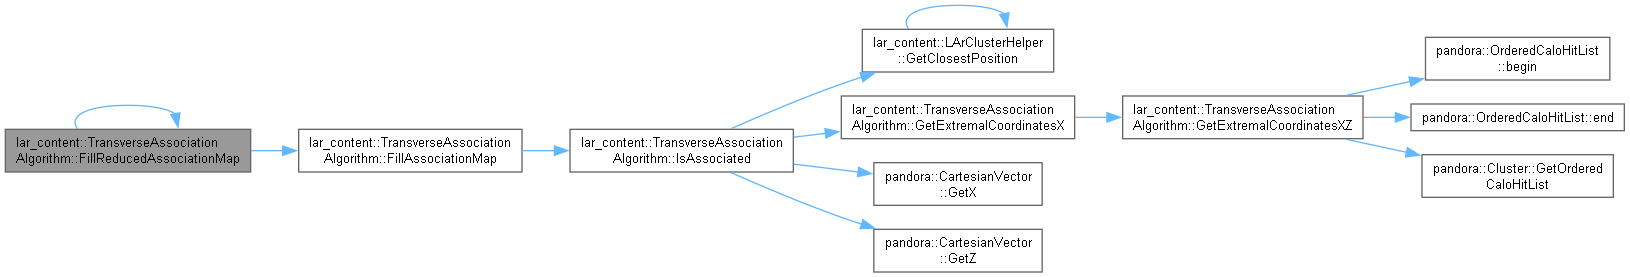 lar_content::TransverseAssociation
Algorithm::FillReducedAssociationMap
lar_content::TransverseAssociation
Algorithm::FillAssociationMap
lar_content::TransverseAssociation
Algorithm::IsAssociated
lar_content::LArClusterHelper
::GetClosestPosition
lar_content::TransverseAssociation
Algorithm::GetExtremalCoordinatesX
pandora::CartesianVector
::GetX
pandora::CartesianVector
::GetZ
lar_content::TransverseAssociation
Algorithm::GetExtremalCoordinatesXZ
pandora::OrderedCaloHitList
::begin
pandora::OrderedCaloHitList::end
pandora::Cluster::GetOrdered
CaloHitList